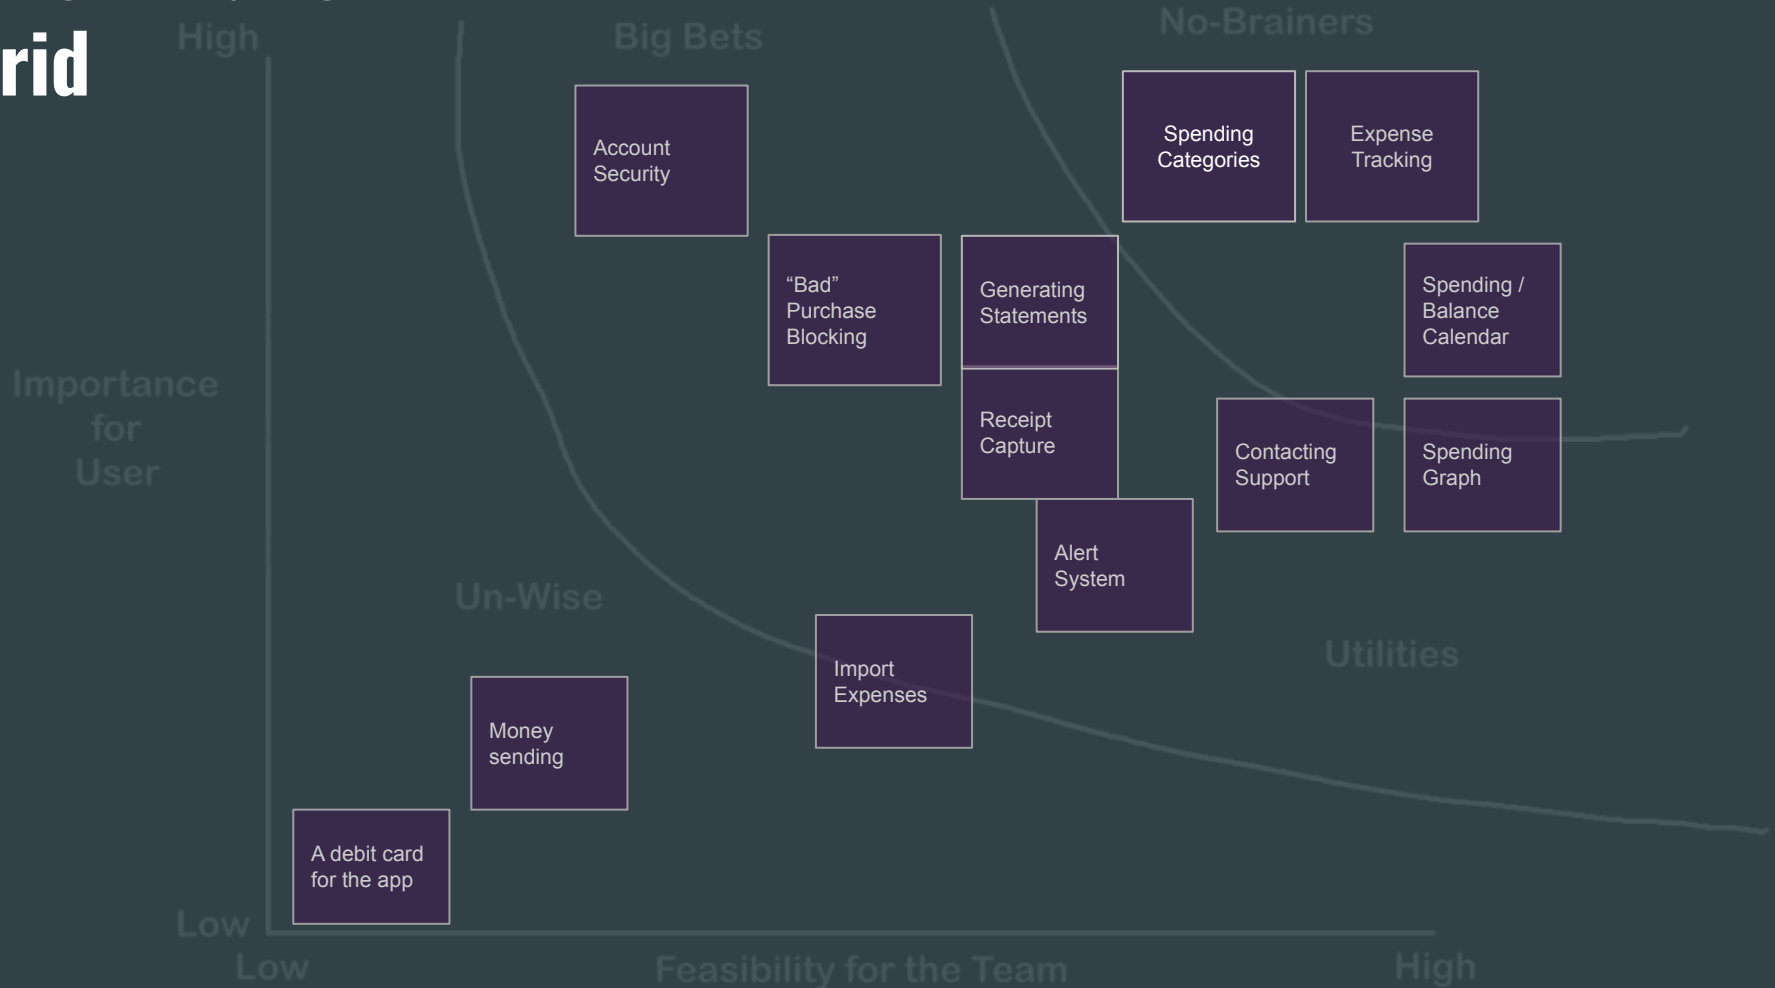 rid
High
Big Bets
No-Brainers
Account
Security
Spending
Categories
Expense
Tracking
“Bad”
Purchase
Blocking
Generating
Statements
Spending /
Balance
Calendar
Importance
for
User
Receipt
Capture
Contacting
Support
Spending
Graph
Alert
System
Un-Wise
Utilities
Import
Expenses
Money
sending
A debit card
for the app
Low
Low
Feasibility for the Team
High